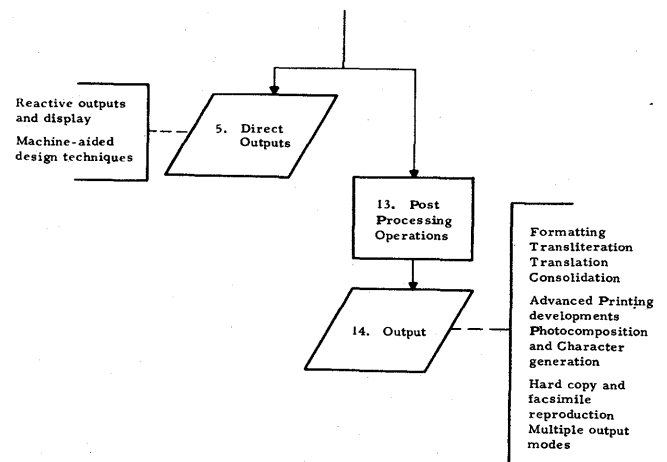 Reactive outputs
and display
Machine-aided
design techniques
5. Direct
Outputs
13. Post
Processing
Operations
14. Output
Formatting
Transliteration
Translation
Consolidation
Advanced Printing
developments
Photocomposition
and Character
generation
Hard copy and
facsimile
reproduction
Multiple output
modes